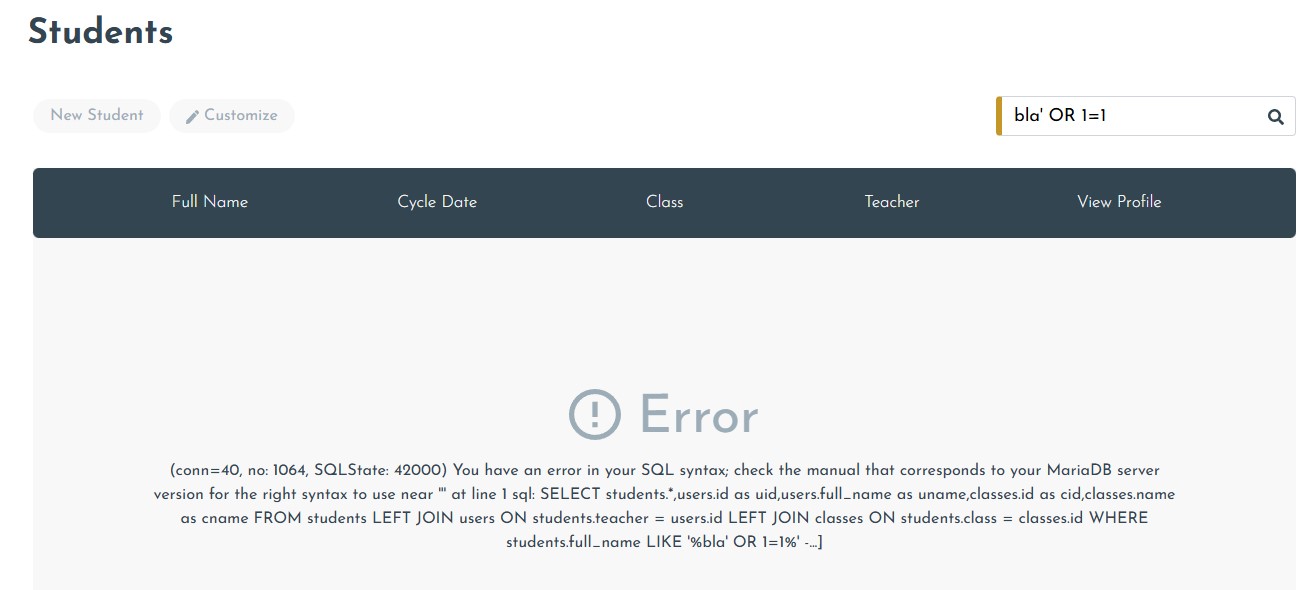 Students
New Student
Customize
bla' OR 1=1
Full Name
Cycle Date
Class
Teacher
View Profile
Error
(conn=40, no: 1064, SQLState: 42000) You have an error in your SQL syntax; check the manual that corresponds to your MariaDB server
version for the right syntax to use near ''' at line 1 sql: SELECT students.*,users.id as uid,users.full_name as uname,classes.id as cid,classes.name
as cname FROM students LEFT JOIN users ON students.teacher = users.id LEFT JOIN classes ON students.class = classes.id WHERE
students.full_name LIKE '%bla' OR 1=1%' -...]